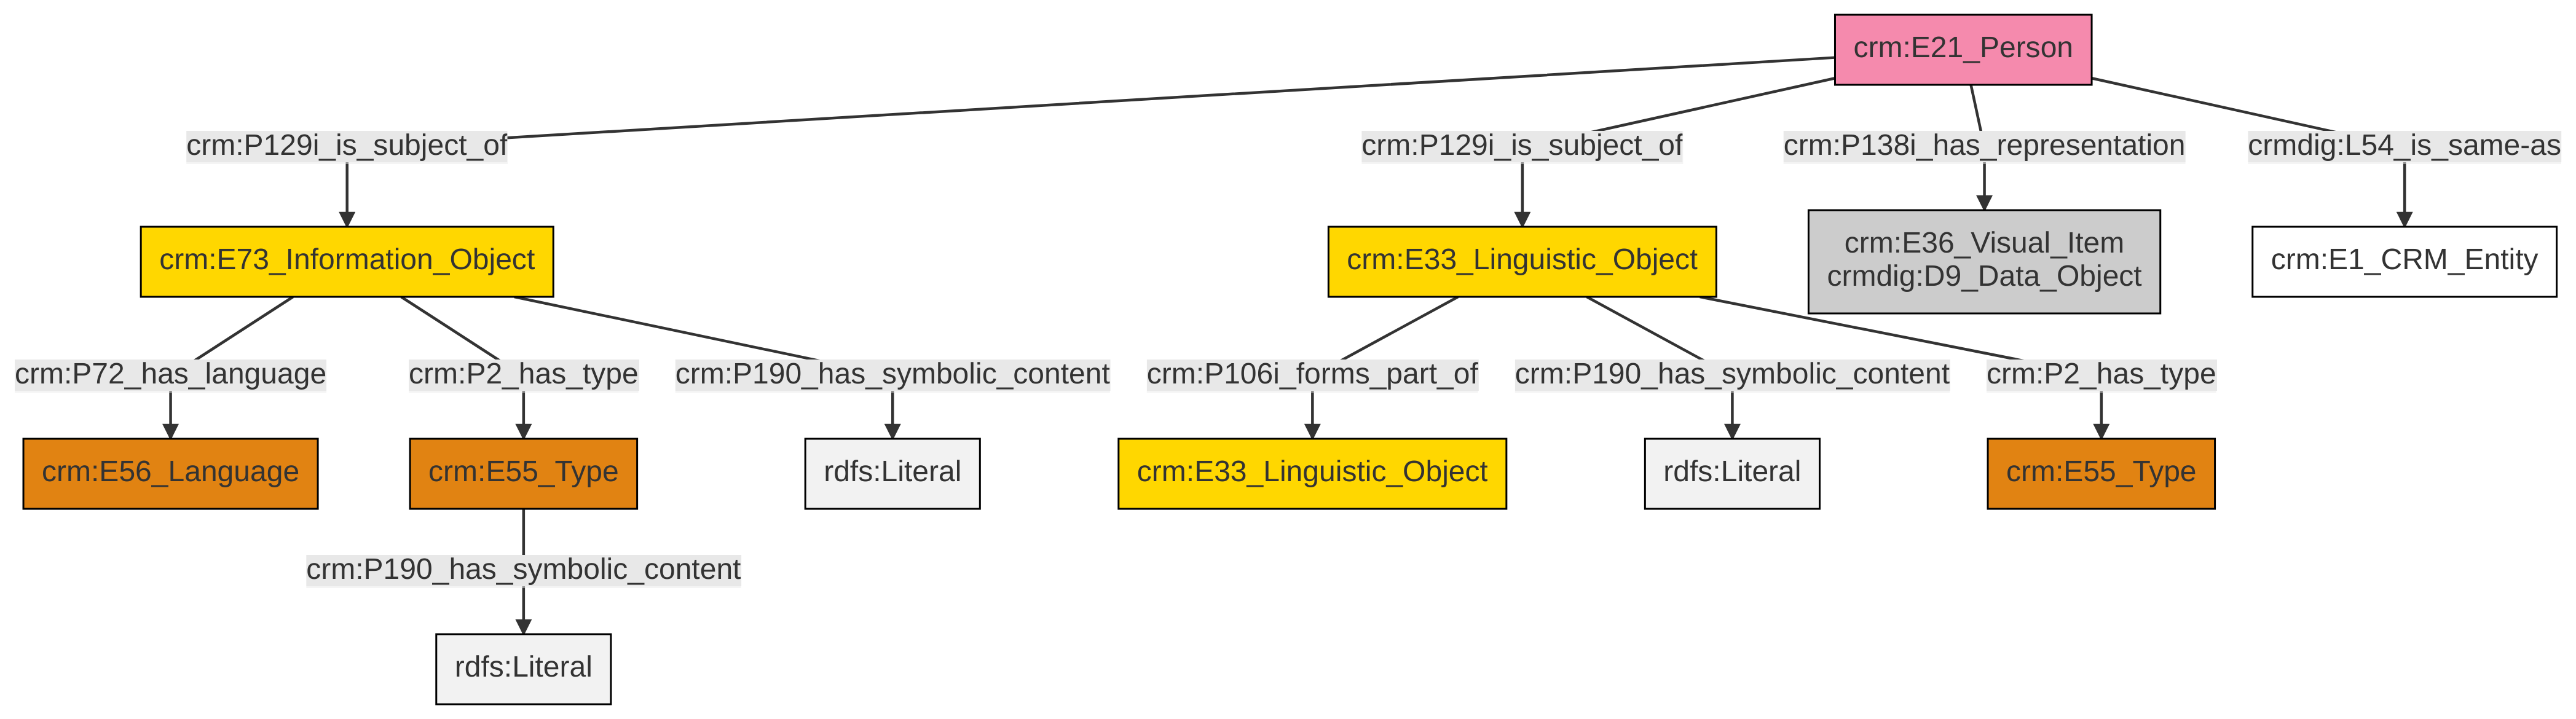 crm:E21_Person
crm:P129i_is_subject_of
crm:P129i_is_subject_of
crm:P138i_has_representation
crmdig:L54_is_same-as
crm:E73_Information_Object
crm:E33_Linguistic_Object
crm:E36_Visual_Item
crmdig:D9_Data_Object
crm:E1_CRM_Entity
crm:P72_has_language
crm:P2_has_type
crm:P190_has_symbolic_content
crm:P106i_forms_part_of
crm:P190_has_symbolic_content
crm:P2_has_type
crm:E56_Language
crm:E55_Type
rdfs:Literal
crm:E33_Linguistic_Object
rdfs:Literal
crm:E55_Type
crm:P190_has_symbolic_content
rdfs:Literal